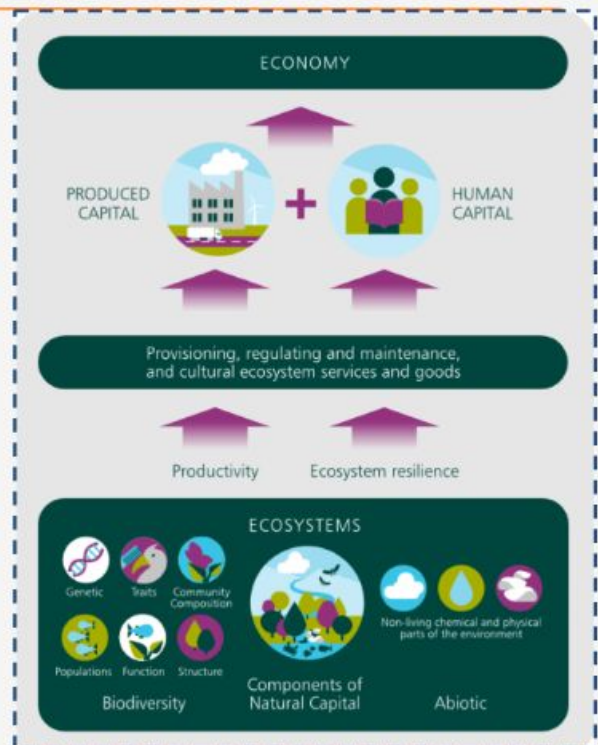 ECONOMY
PRODUCED
CAPITAL
+
HUMAN
CAPITAL
Provisioning, regulating and maintenance,
and cultural ecosystem services and goods
Productivity
Ecosystem resilience
ECOSYSTEMS
Genetic
Traits
Community
Composition
Populations
Function
Structure
Biodiversity
Components of
Natural Capital
Non-living chemical and physical
parts of the environment
Abiotic